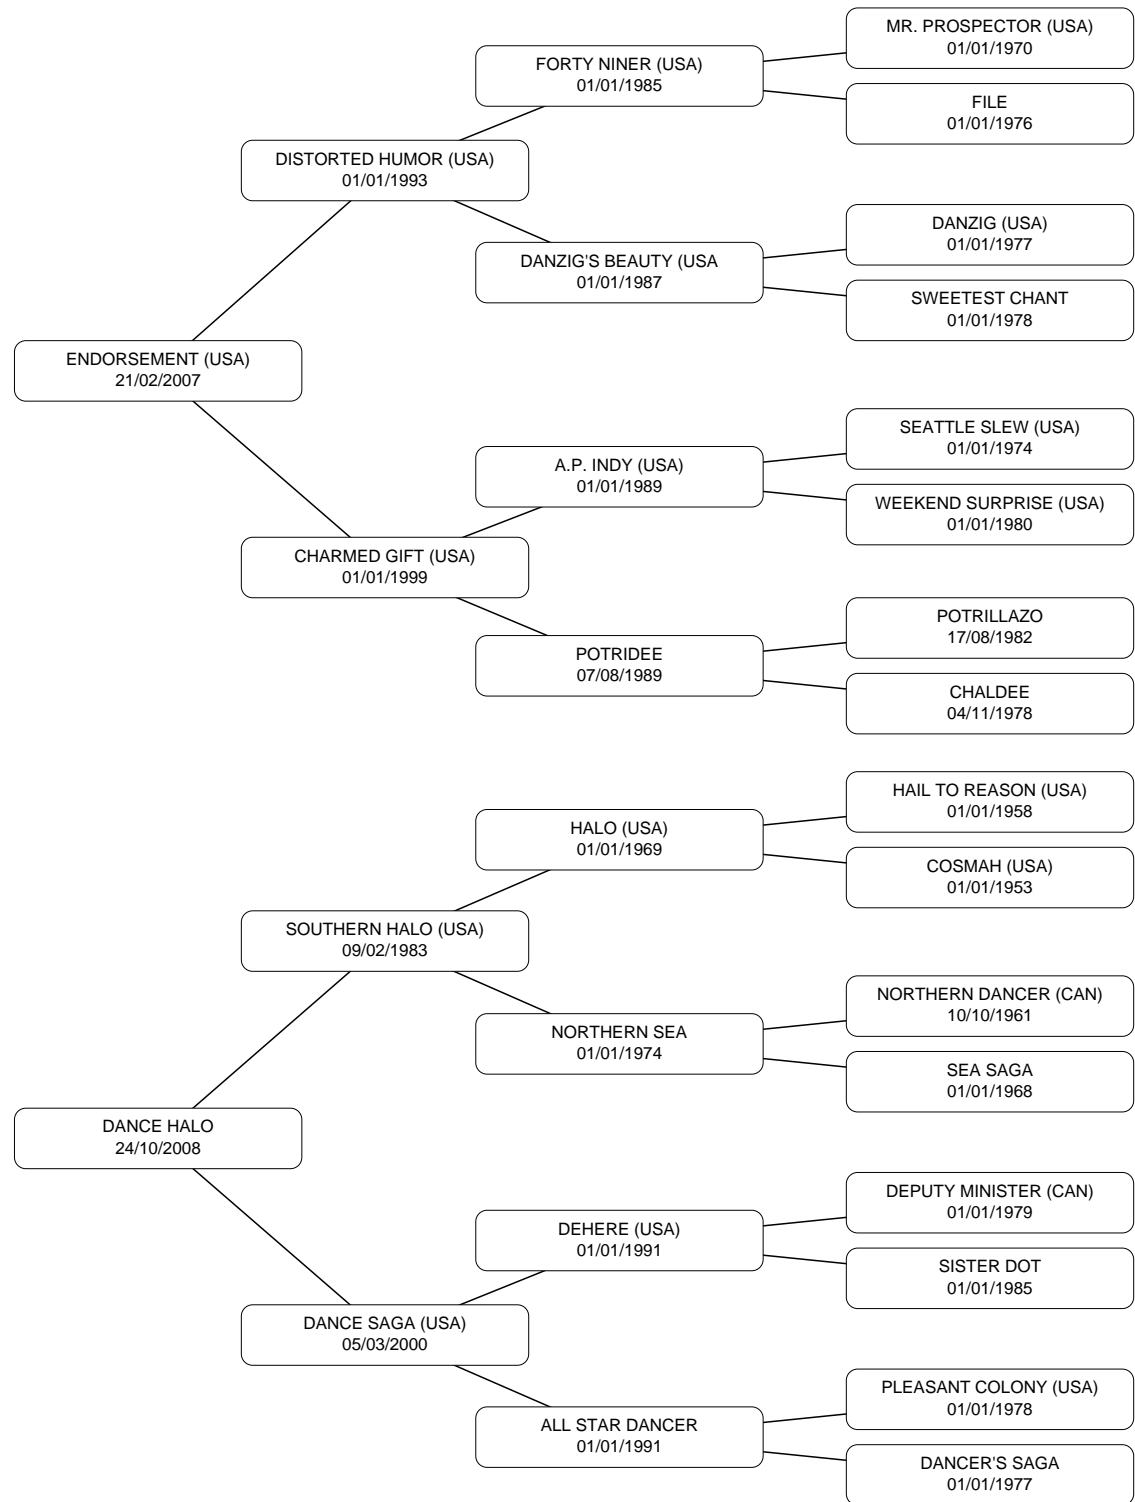 MR. PROSPECTOR (USA)
01/01/1970
FORTY NINER (USA)
01/01/1985
FILE
01/01/1976
DISTORTED HUMOR (USA)
01/01/1993
DANZIG (USA)
01/01/1977
DANZIG'S BEAUTY (USA
01/01/1987
SWEETEST CHANT
01/01/1978
ENDORSEMENT (USA)
21/02/2007
SEATTLE SLEW (USA)
01/01/1974
A.P. INDY (USA)
01/01/1989
WEEKEND SURPRISE (USA)
01/01/1980
CHARMED GIFT (USA)
01/01/1999
POTRILLAZO
17/08/1982
POTRIDEE
07/08/1989
CHALDEE
04/11/1978
HAIL TO REASON (USA)
01/01/1958
HALO (USA)
01/01/1969
COSMAH (USA)
01/01/1953
SOUTHERN HALO (USA)
09/02/1983
NORTHERN DANCER (CAN)
10/10/1961
NORTHERN SEA
01/01/1974
SEA SAGA
01/01/1968
DANCE HALO
24/10/2008
DEPUTY MINISTER (CAN)
01/01/1979
DEHERE (USA)
01/01/1991
SISTER DOT
01/01/1985
DANCE SAGA (USA)
05/03/2000
PLEASANT COLONY (USA)
01/01/1978
ALL STAR DANCER
01/01/1991
DANCER'S SAGA
01/01/1977